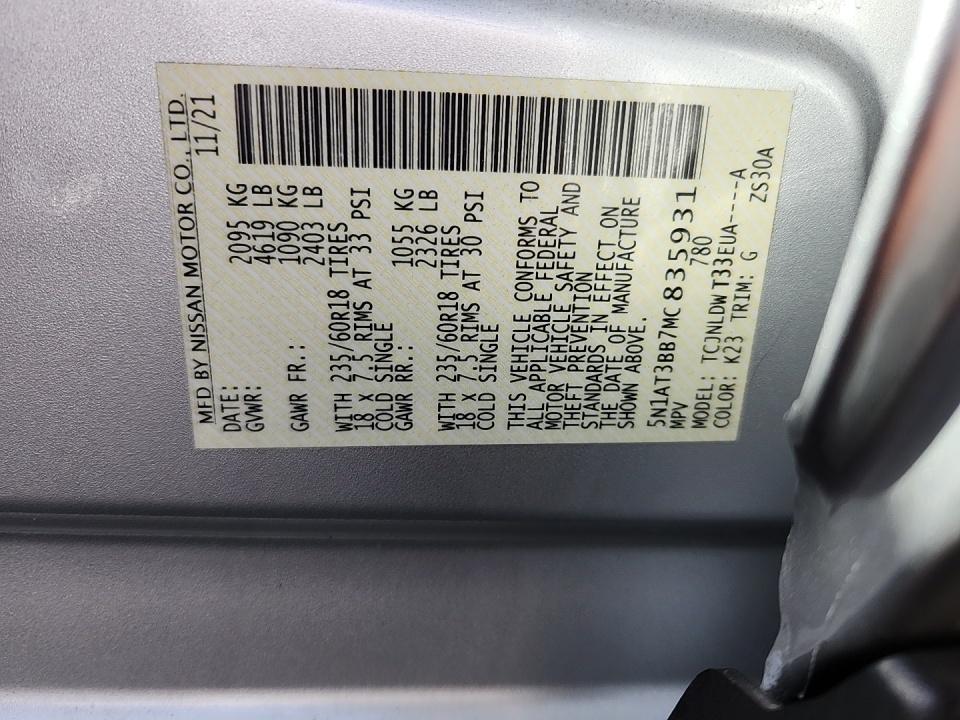 MFD BY NISSAN MOTOR CO., LTD.
DATE: 11/21
GVWR: 2095 KG
4619 LB
GAWR FR.: 1090 KG
2403 LB
WITH 235/60R18 TIRES
18 X 7.5 RIMS AT 33 PSI
COLD SINGLE
GAWR RR.: 1055 KG
2326 LB
WITH 235/60R18 TIRES
18 X 7.5 RIMS AT 30 PSI
COLD SINGLE
THIS VEHICLE CONFORMS TO
ALL APPLICABLE FEDERAL
MOTOR VEHICLE SAFETY AND
THEFT PREVENTION
STANDARDS IN EFFECT ON
THE DATE OF MANUFACTURE
SHOWN ABOVE.
5N1AT3BB7MC835931
MPV 780
MODEL: TCJNLDWT33EUA----A
COLOR: K23 TRIM: G ZS30A